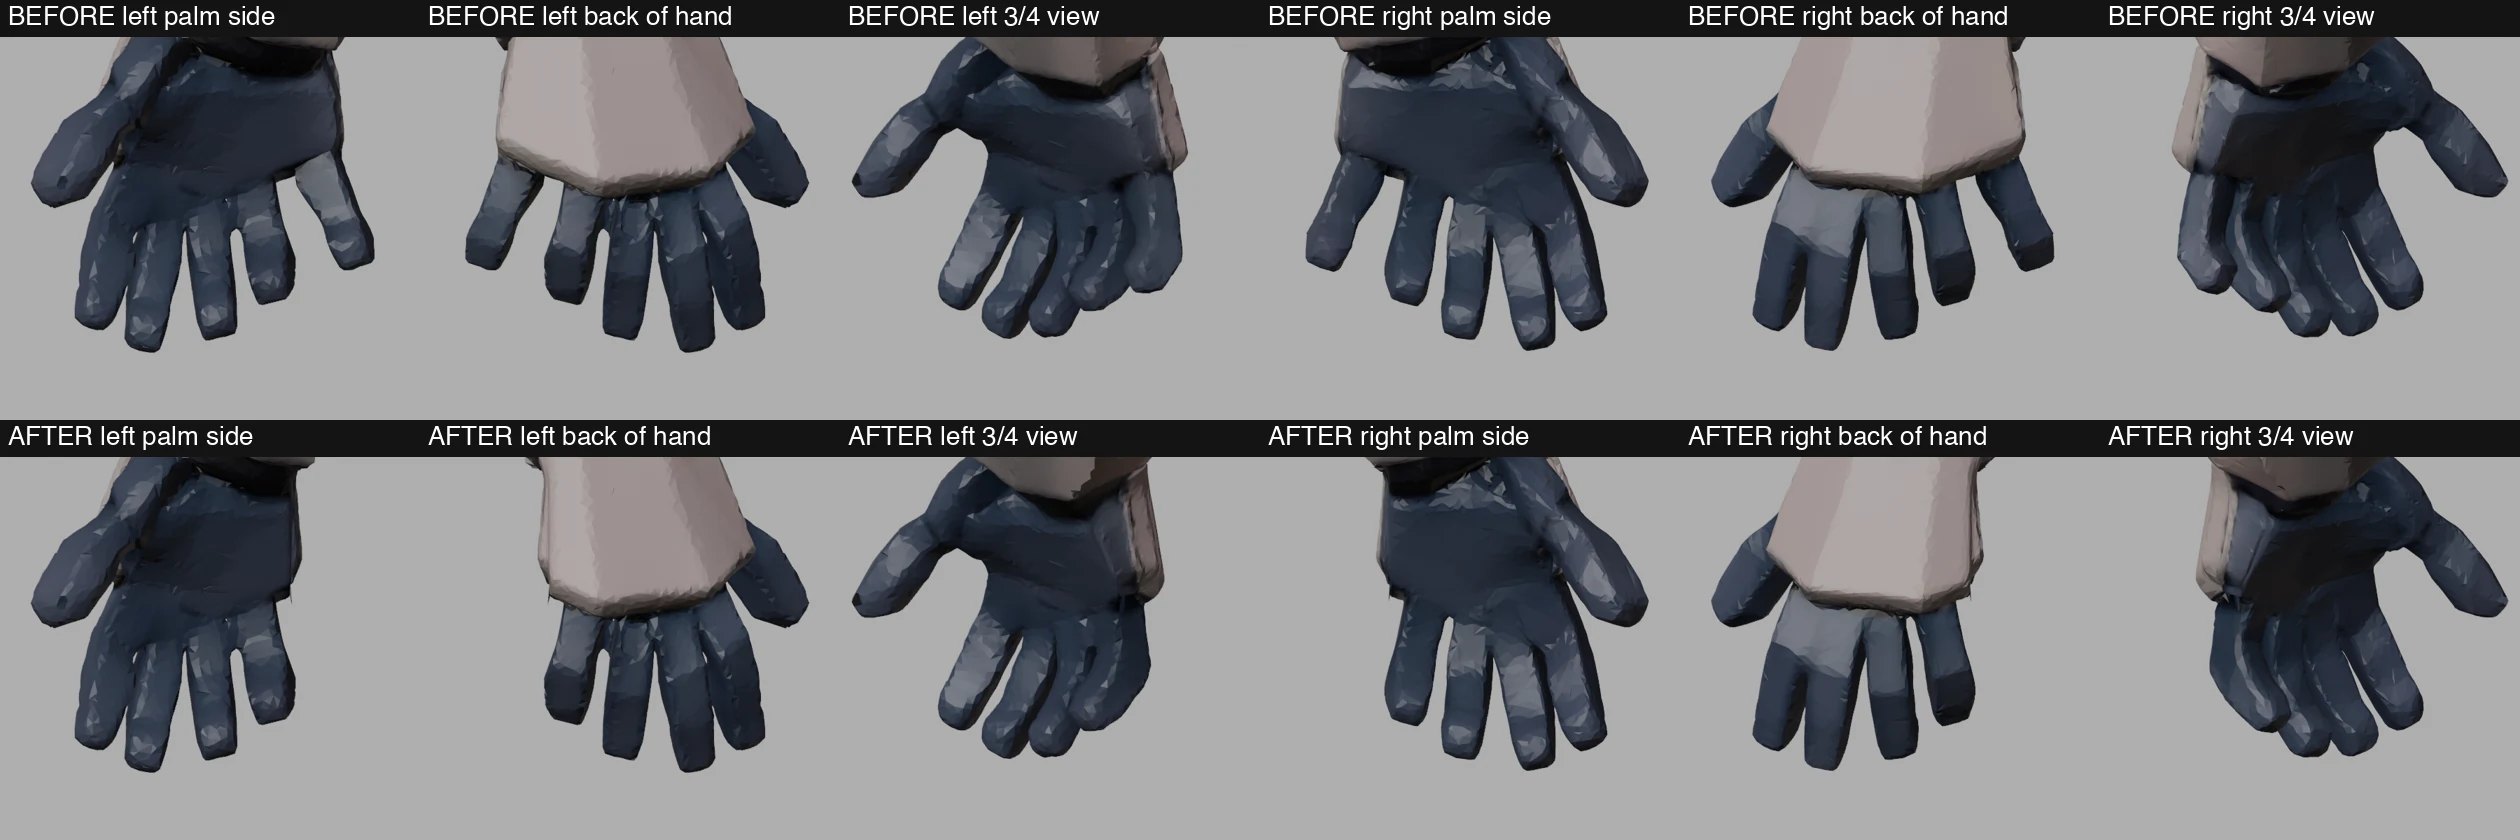 BEFORE left palm side
BEFORE left back of hand
BEFORE left 3/4 view
BEFORE right palm side
BEFORE right back of hand
BEFORE right 3/4 view
AFTER left palm side
AFTER left back of hand
AFTER left 3/4 view
AFTER right palm side
AFTER right back of hand
AFTER right 3/4 view